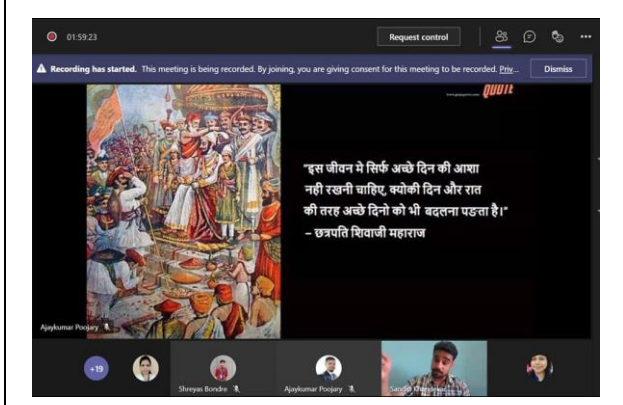 01:59:23
Request control
Recording has started. This meeting is being recorded. By joining, you are giving consent for this meeting to be recorded. Priv...
Dismiss
QUOTE
"इस जीवन मे सिर्फ अच्छे दिन की आशा
नही रखनी चाहिए, क्योकी दिन और रात
की तरह अच्छे दिनो को भी बदलना पङता है।"
– छत्रपति शिवाजी महाराज
Ajaykumar Poojary
+19
Shreyas Bondre
Ajaykumar Poojary